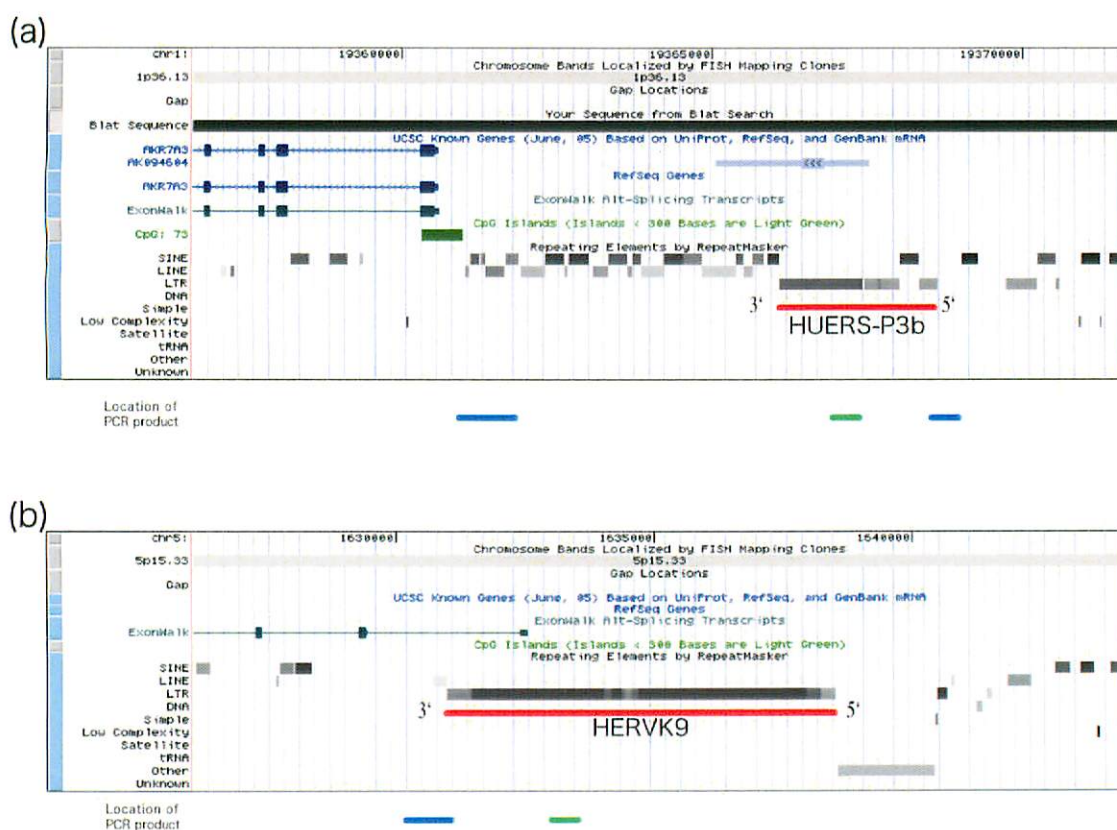 (a)
chr1: 19360000 19365000 19370000
Chromosome Bands Localized by FISH Mapping Clones
1p36.13 1p36.13
Gap Locations
Gap
Your Sequence from Blat Search
Blat Sequence
UCSC Known Genes (June, 05) Based on UniProt, RefSeq, and GenBank mRNA
AKR7A3
AK094604
RefSeq Genes
AKR7A3
ExonWalk Alt-Splicing Transcripts
ExonWalk
CpG Islands (Islands < 300 Bases are Light Green)
CpG: 73
Repeating Elements by RepeatMasker
SINE
LINE
LTR
DNA
Simple
3' 5'
HUERS-P3b
Low Complexity
Satellite
tRNA
Other
Unknown
Location of
PCR product
(b)
chr5: 1630000 1635000 1640000
Chromosome Bands Localized by FISH Mapping Clones
5p15.33 5p15.33
Gap Locations
Gap
UCSC Known Genes (June, 05) Based on UniProt, RefSeq, and GenBank mRNA
RefSeq Genes
ExonWalk Alt-Splicing Transcripts
ExonWalk
CpG Islands (Islands < 300 Bases are Light Green)
Repeating Elements by RepeatMasker
SINE
LINE
LTR
DNA
3' 5'
Simple
HERVK9
Low Complexity
Satellite
tRNA
Other
Unknown
Location of
PCR product